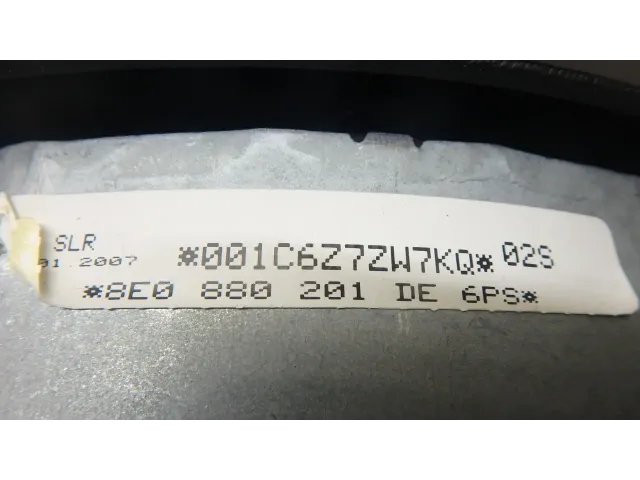 SLR
01.2007
*001C6Z7ZW7KQ* 02S
*8E0 880 201 DE 6PS*